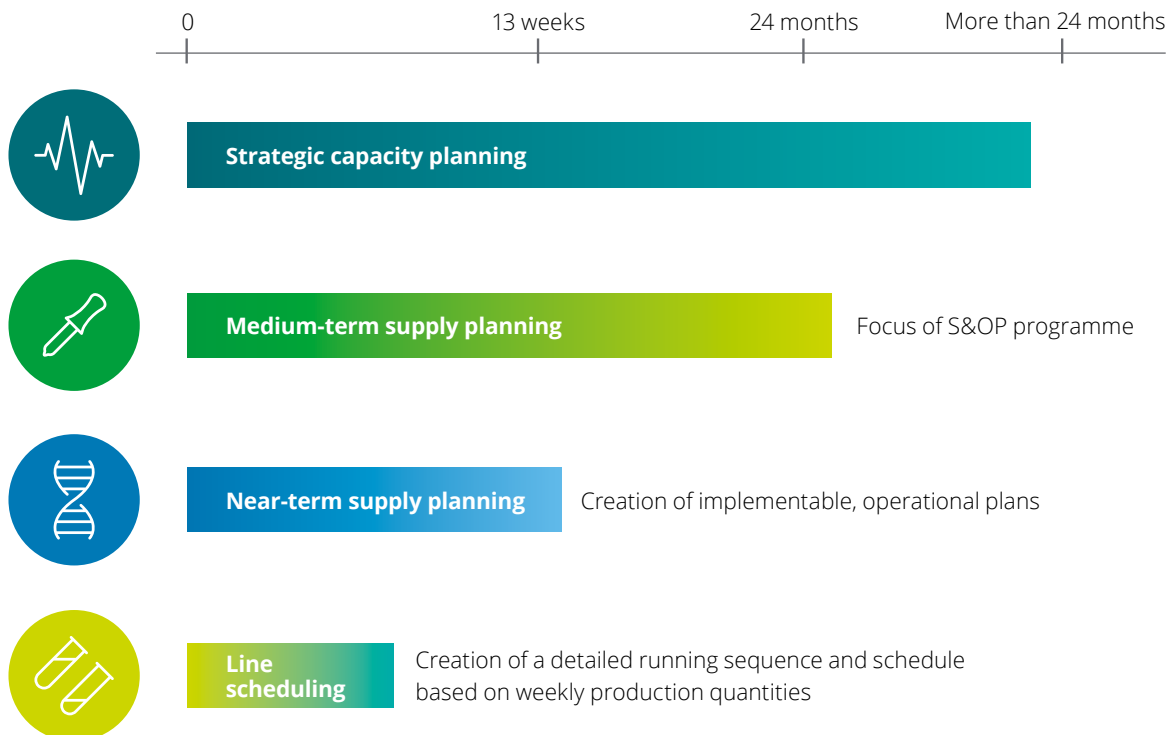 0
13 weeks
24 months
More than 24 months
Strategic capacity planning
Medium-term supply planning
Focus of S&OP programme
Near-term supply planning
Creation of implementable, operational plans
Line
scheduling
Creation of a detailed running sequence and schedule
based on weekly production quantities